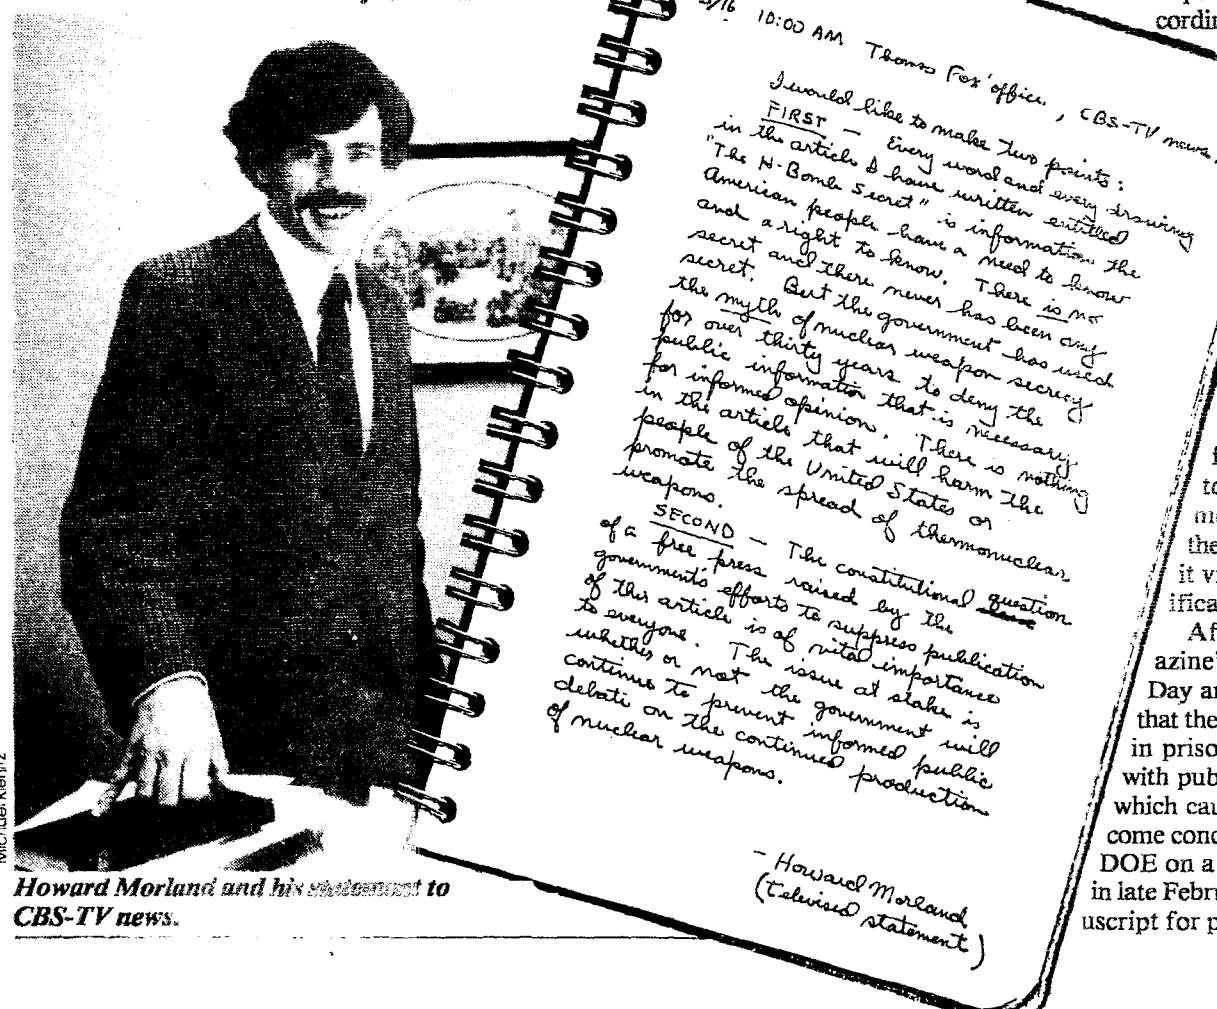 3/16 10:00 AM Thomas Fox' office, CBS-TV news.
I would like to make two points:
FIRST — Every word and every drawing
in the article I have written entitled
"The H-Bomb Secret" is information the
American people have a need to know
and a right to know. There is no
secret and there never has been any
secret. But the government has used
the myth of nuclear weapon secrecy
for over thirty years to deny the
public information that is necessary
for informed opinion. There is nothing
in the article that will harm the
people of the United States or
promote the spread of thermonuclear
weapons.
SECOND — The constitutional question
of a free press raised by the
government's efforts to suppress publication
of this article is of vital importance
to everyone. The issue at stake is
whether or not the government will
continue to prevent informed public
debate on the continued production
of nuclear weapons.
— Howard Morland
(televised statement)
Howard Morland and his statement to
CBS-TV news.
cordin
f
to
me
the
it v
ifica
Af
azine'
Day a
that the
in priso
with pub
which cau
come conc
DOE on a
in late Febr
uscript for p